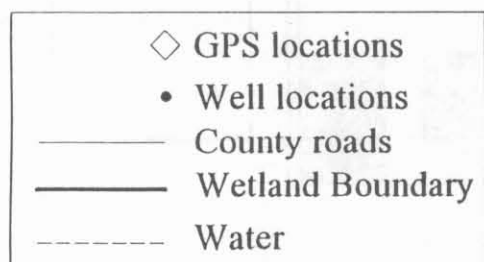 GPS locations
Well locations
County roads
Wetland Boundary
Water